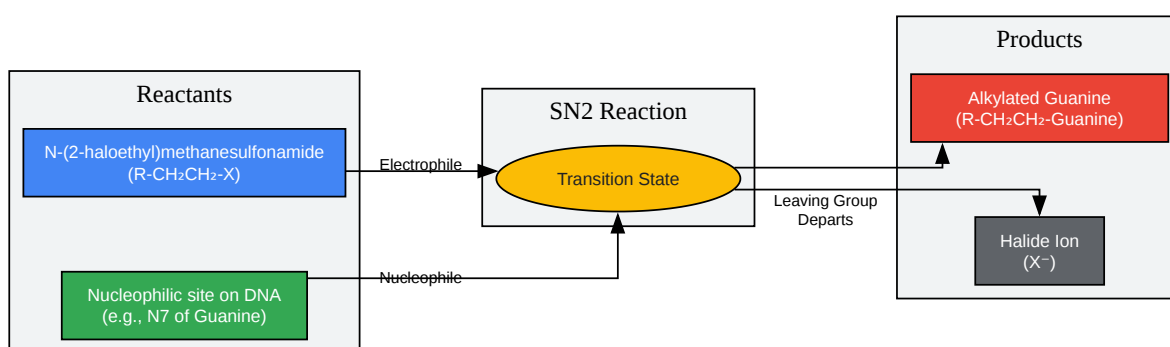 Reactants
N-(2-haloethyl)methanesulfonamide
(R-CH₂CH₂-X)
Nucleophilic site on DNA
(e.g., N7 of Guanine)
Electrophile
Nucleophile
SN2 Reaction
Transition State
Leaving Group
Departs
Products
Alkylated Guanine
(R-CH₂CH₂-Guanine)
Halide Ion
(X⁻)